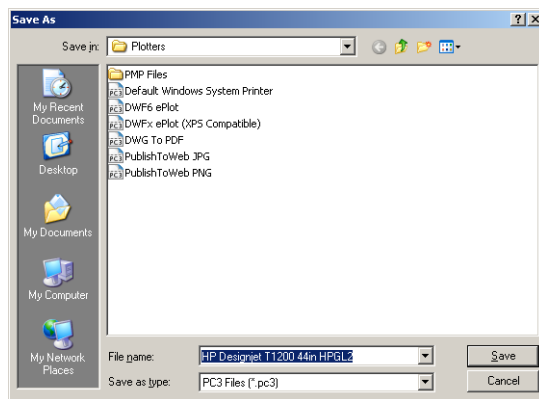 Save As
Save in:
Plotters
My Recent
Documents
Desktop
My Documents
My Computer
My Network
Places
PMP Files
Default Windows System Printer
DWF6 ePlot
DWFx ePlot (XPS Compatible)
DWG To PDF
PublishToWeb JPG
PublishToWeb PNG
File name:
HP Designjet T1200 44in HPGL2
Save
Save as type:
PC3 Files (*.pc3)
Cancel